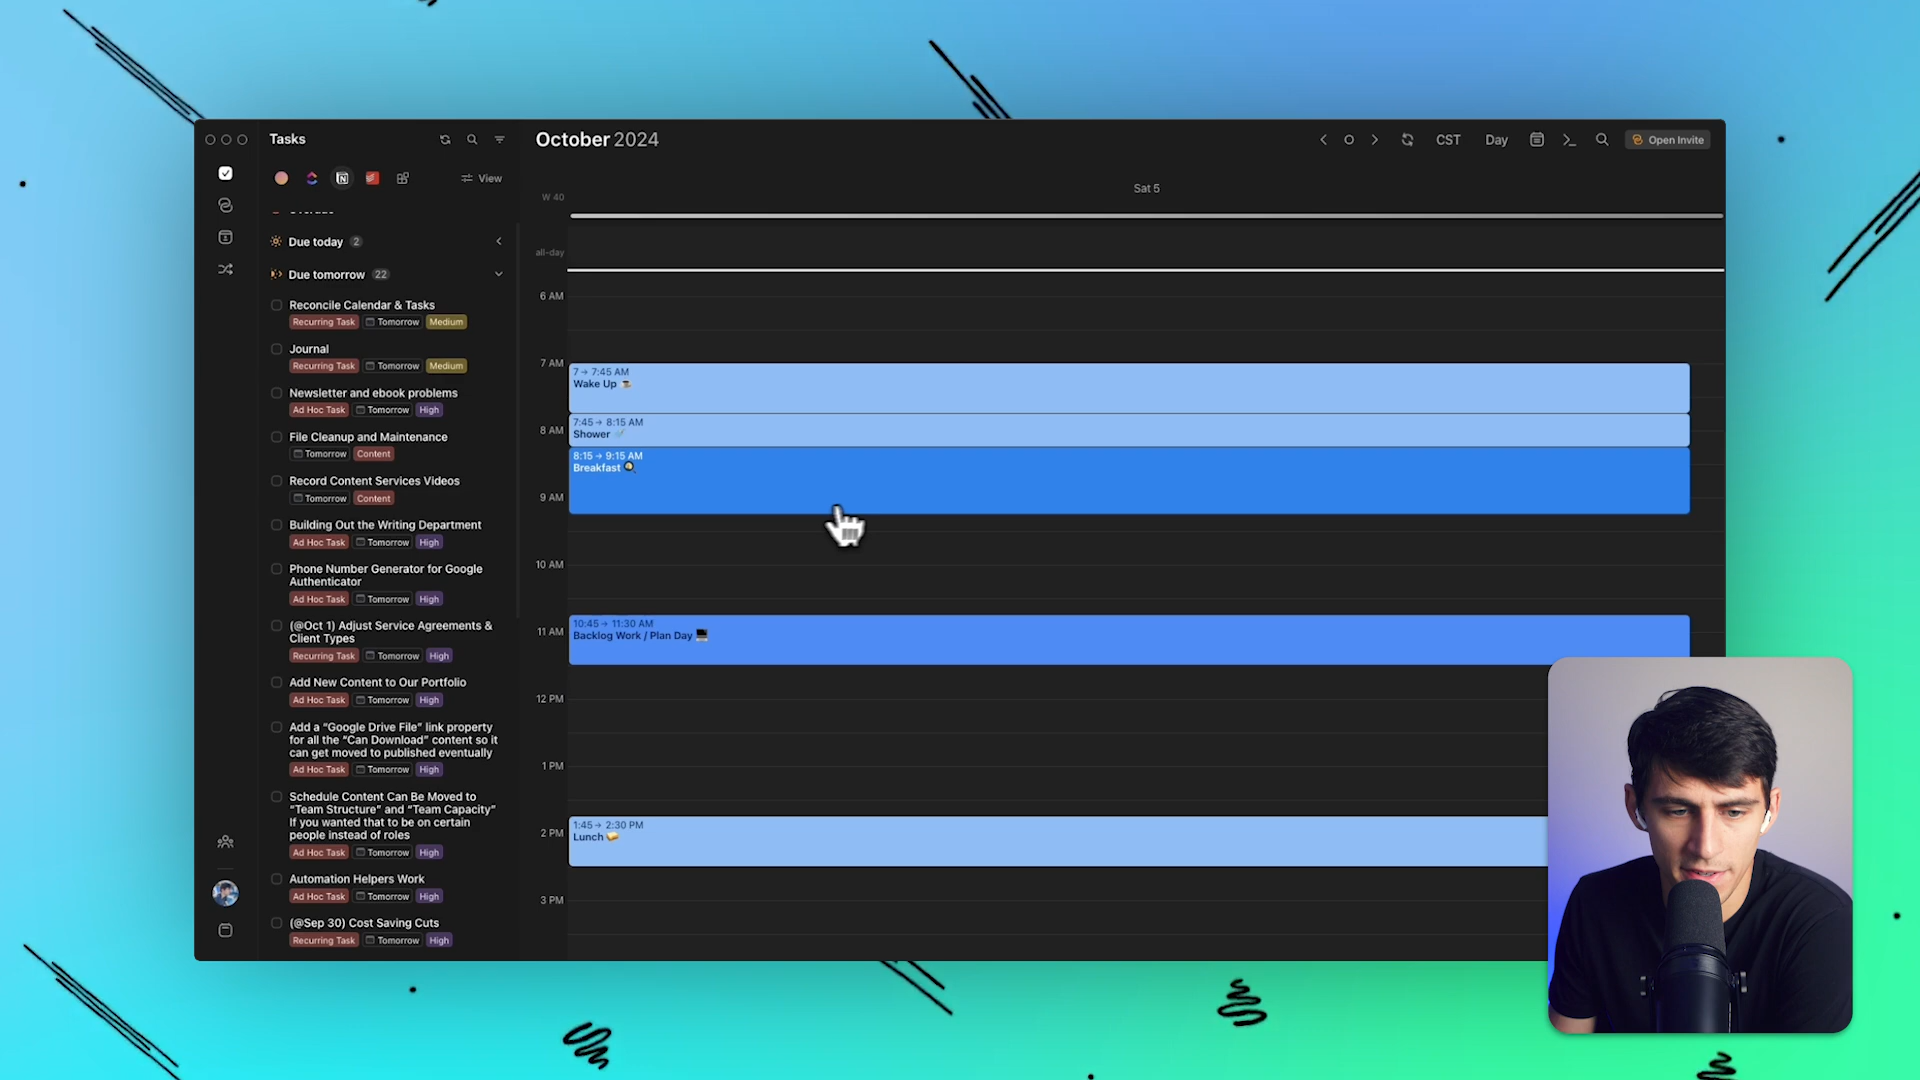 Tasks
View
Due today 2
Due tomorrow 22
Reconcile Calendar & Tasks
Recurring Task Tomorrow Medium
Journal
Recurring Task Tomorrow Medium
Newsletter and ebook problems
Ad Hoc Task Tomorrow High
File Cleanup and Maintenance
Tomorrow Content
Record Content Services Videos
Tomorrow Content
Building Out the Writing Department
Ad Hoc Task Tomorrow High
Phone Number Generator for Google
Authenticator
Ad Hoc Task Tomorrow High
(@Oct 1) Adjust Service Agreements &
Client Types
Recurring Task Tomorrow High
Add New Content to Our Portfolio
Ad Hoc Task Tomorrow High
Add a “Google Drive File” link property
for all the “Can Download” content so it
can get moved to published eventually
Ad Hoc Task Tomorrow High
Schedule Content Can Be Moved to
“Team Structure” and “Team Capacity”
If you wanted that to be on certain
people instead of roles
Ad Hoc Task Tomorrow High
Automation Helpers Work
Ad Hoc Task Tomorrow High
(@Sep 30) Cost Saving Cuts
Recurring Task Tomorrow High
October 2024
CST Day Open Invite
Sat 5
W 40
all-day
6 AM
7 AM
7 → 7:45 AM
Wake Up
7:45 → 8:15 AM
8 AM
Shower
8:15 → 9:15 AM
Breakfast
9 AM
10 AM
10:45 → 11:30 AM
11 AM
Backlog Work / Plan Day
12 PM
1 PM
1:45 → 2:30 PM
2 PM
Lunch
3 PM